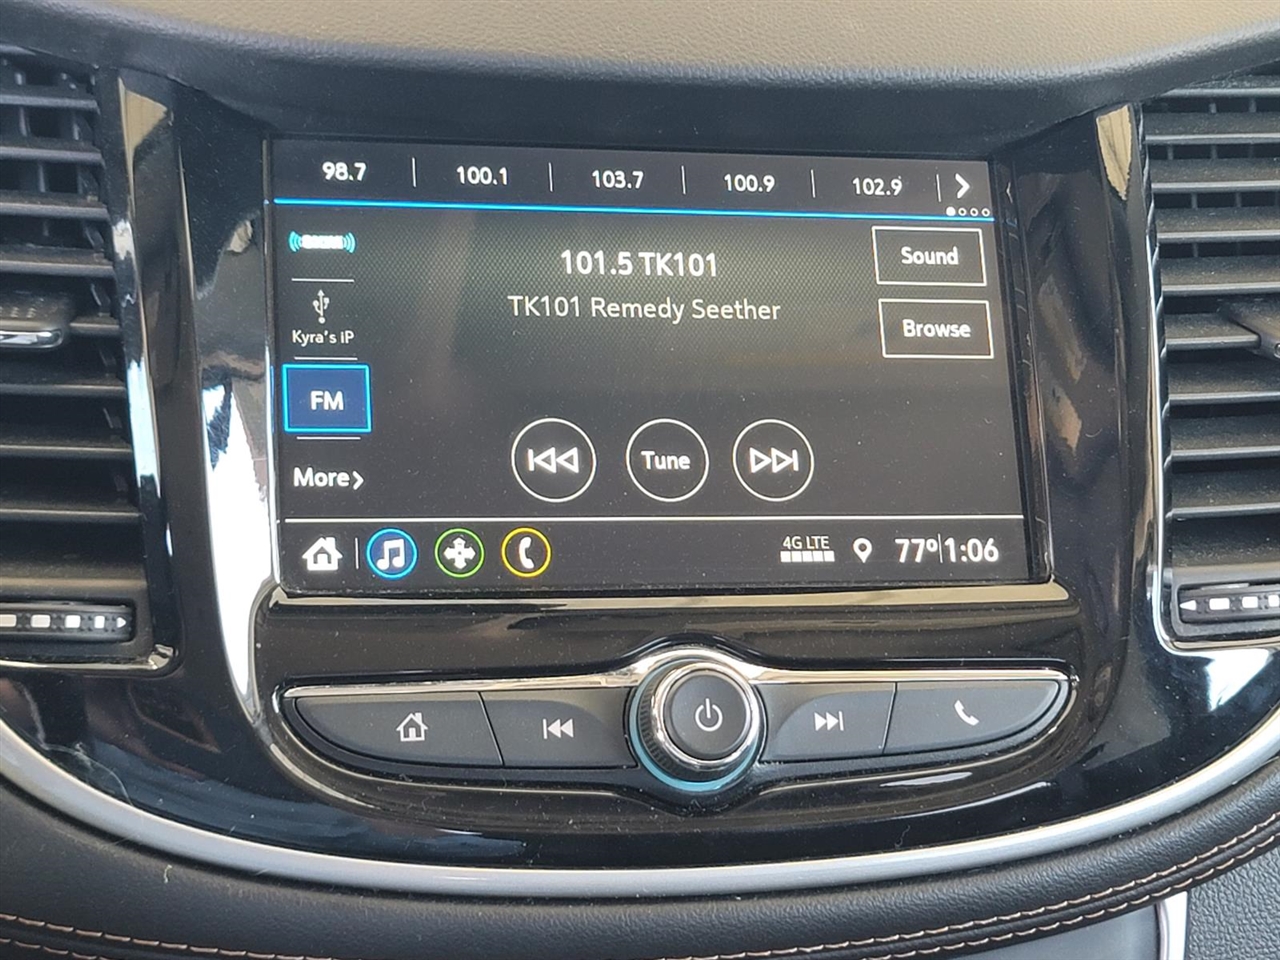 98.7
100.1
103.7
100.9
102.9
101.5 TK101
TK101 Remedy Seether
Sound
Browse
Kyra's iP
FM
More
Tune
4G LTE
77° 1:06